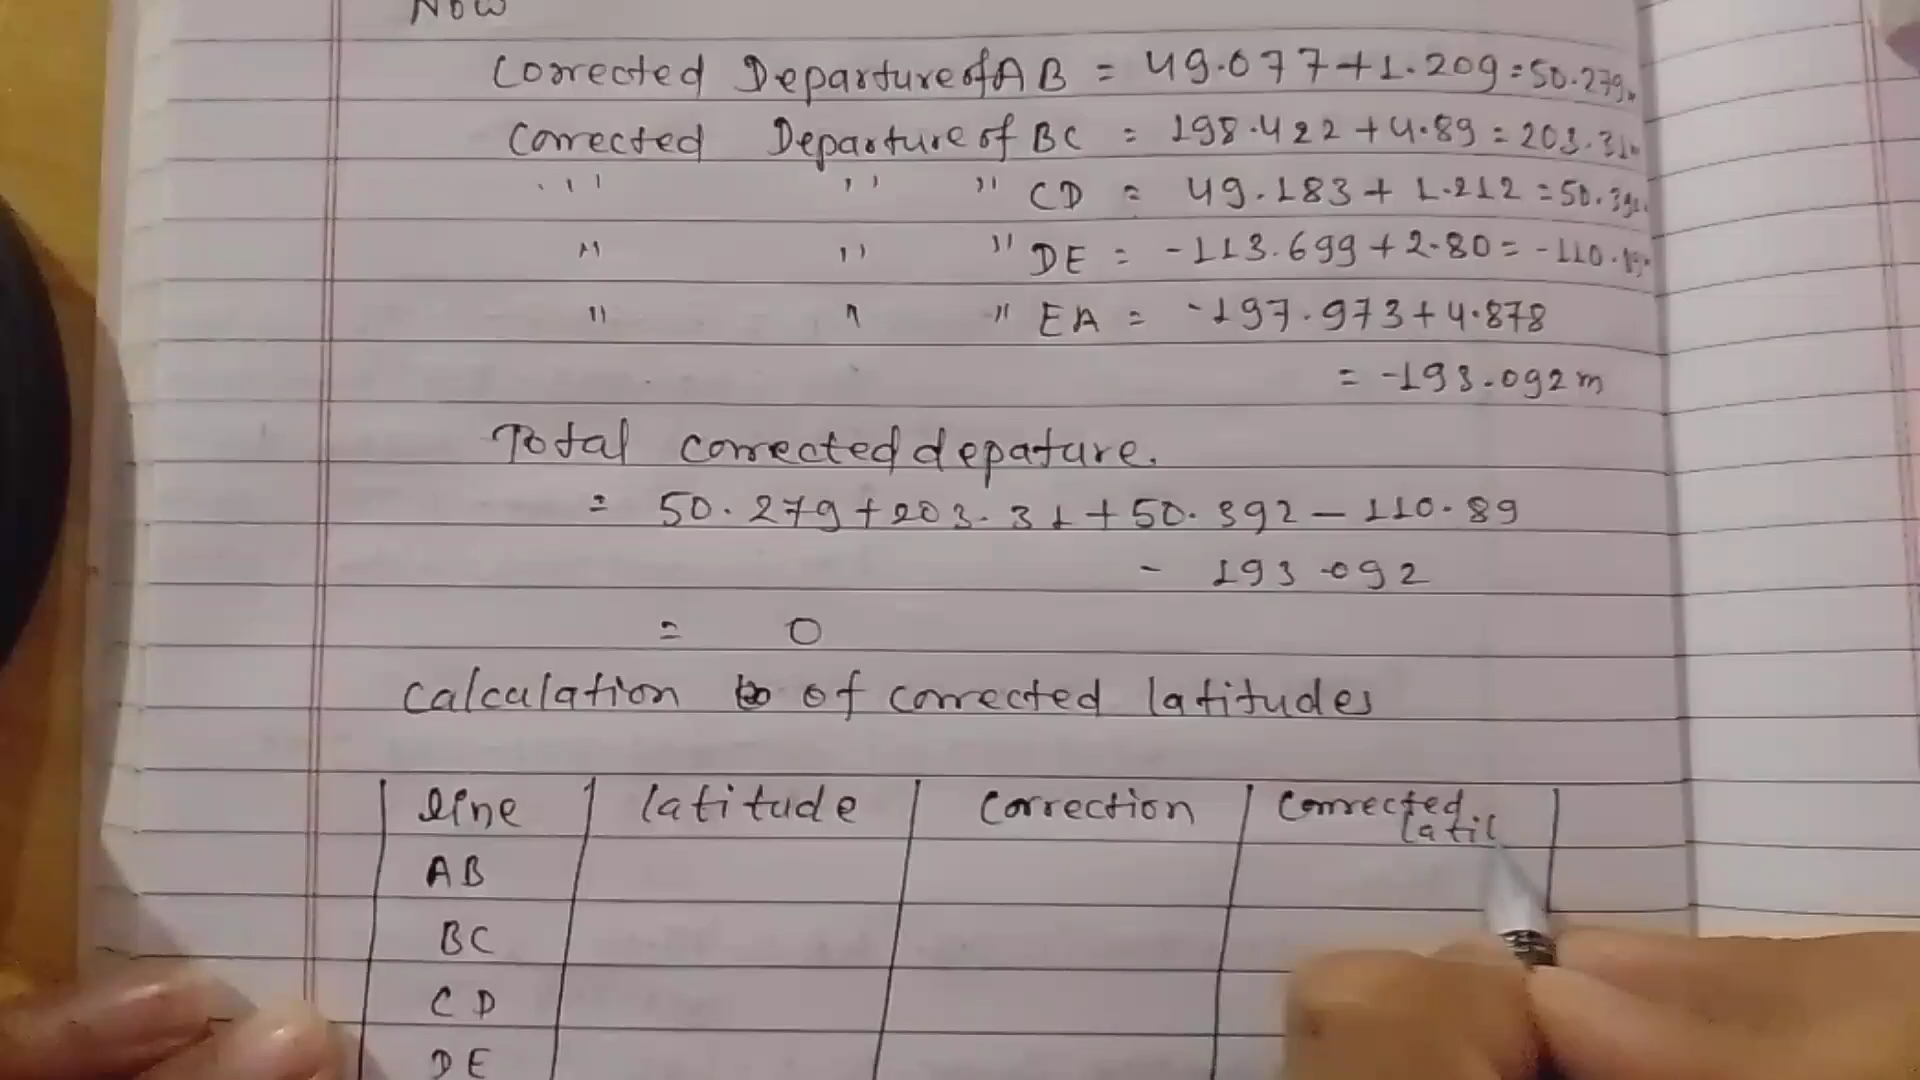 Now
Corrected Departure of AB = 49.077+1.209=50.279m
Corrected Departure of BC = 198.422+4.89=203.31m
" " " CD = 49.183+1.212=50.392
" " " DE = -113.699+2.80=-110.89
" " " EA = -197.973+4.878
= -193.092m
Total corrected depature.
= 50.279+203.31+50.392-110.89
- 193.092
= 0
calculation of corrected latitudes
line latitude correction corrected
latit
AB
BC
CD
DE